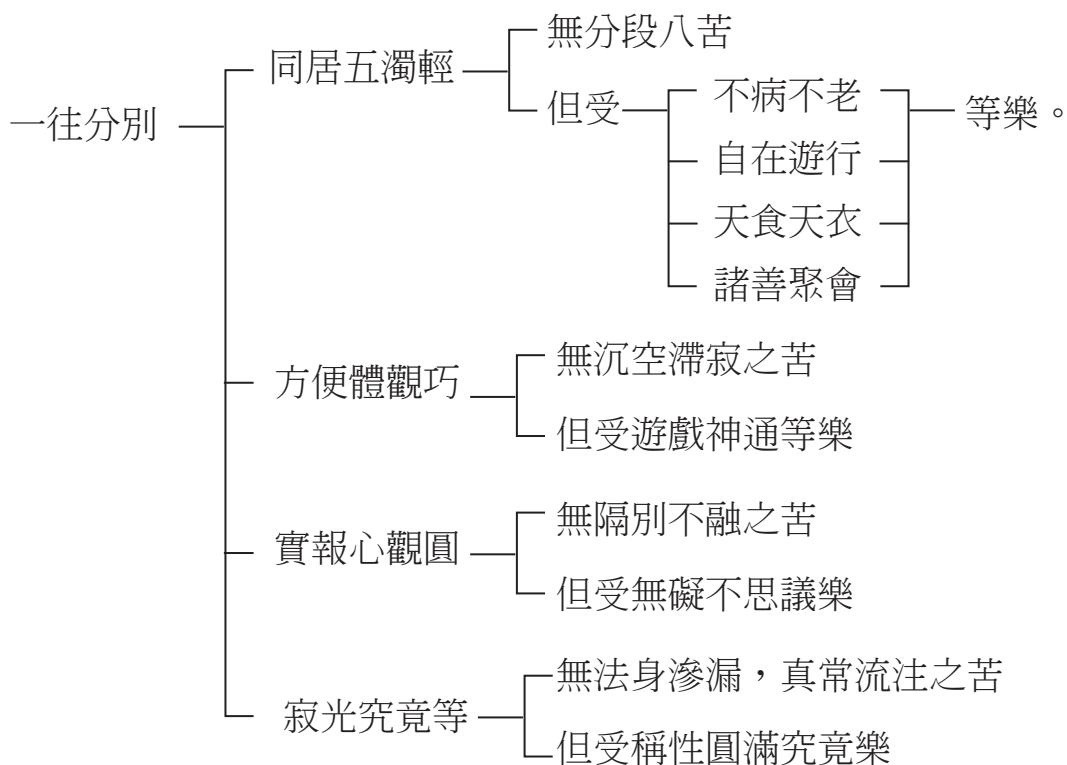 一往分別
同居五濁輕
無分段八苦
但受
不病不老
自在遊行
天食天衣
諸善聚會
等樂。
方便體觀巧
無沉空滯寂之苦
但受遊戲神通等樂
實報心觀圓
無隔別不融之苦
但受無礙不思議樂
寂光究竟等
無法身滲漏，真常流注之苦
但受稱性圓滿究竟樂